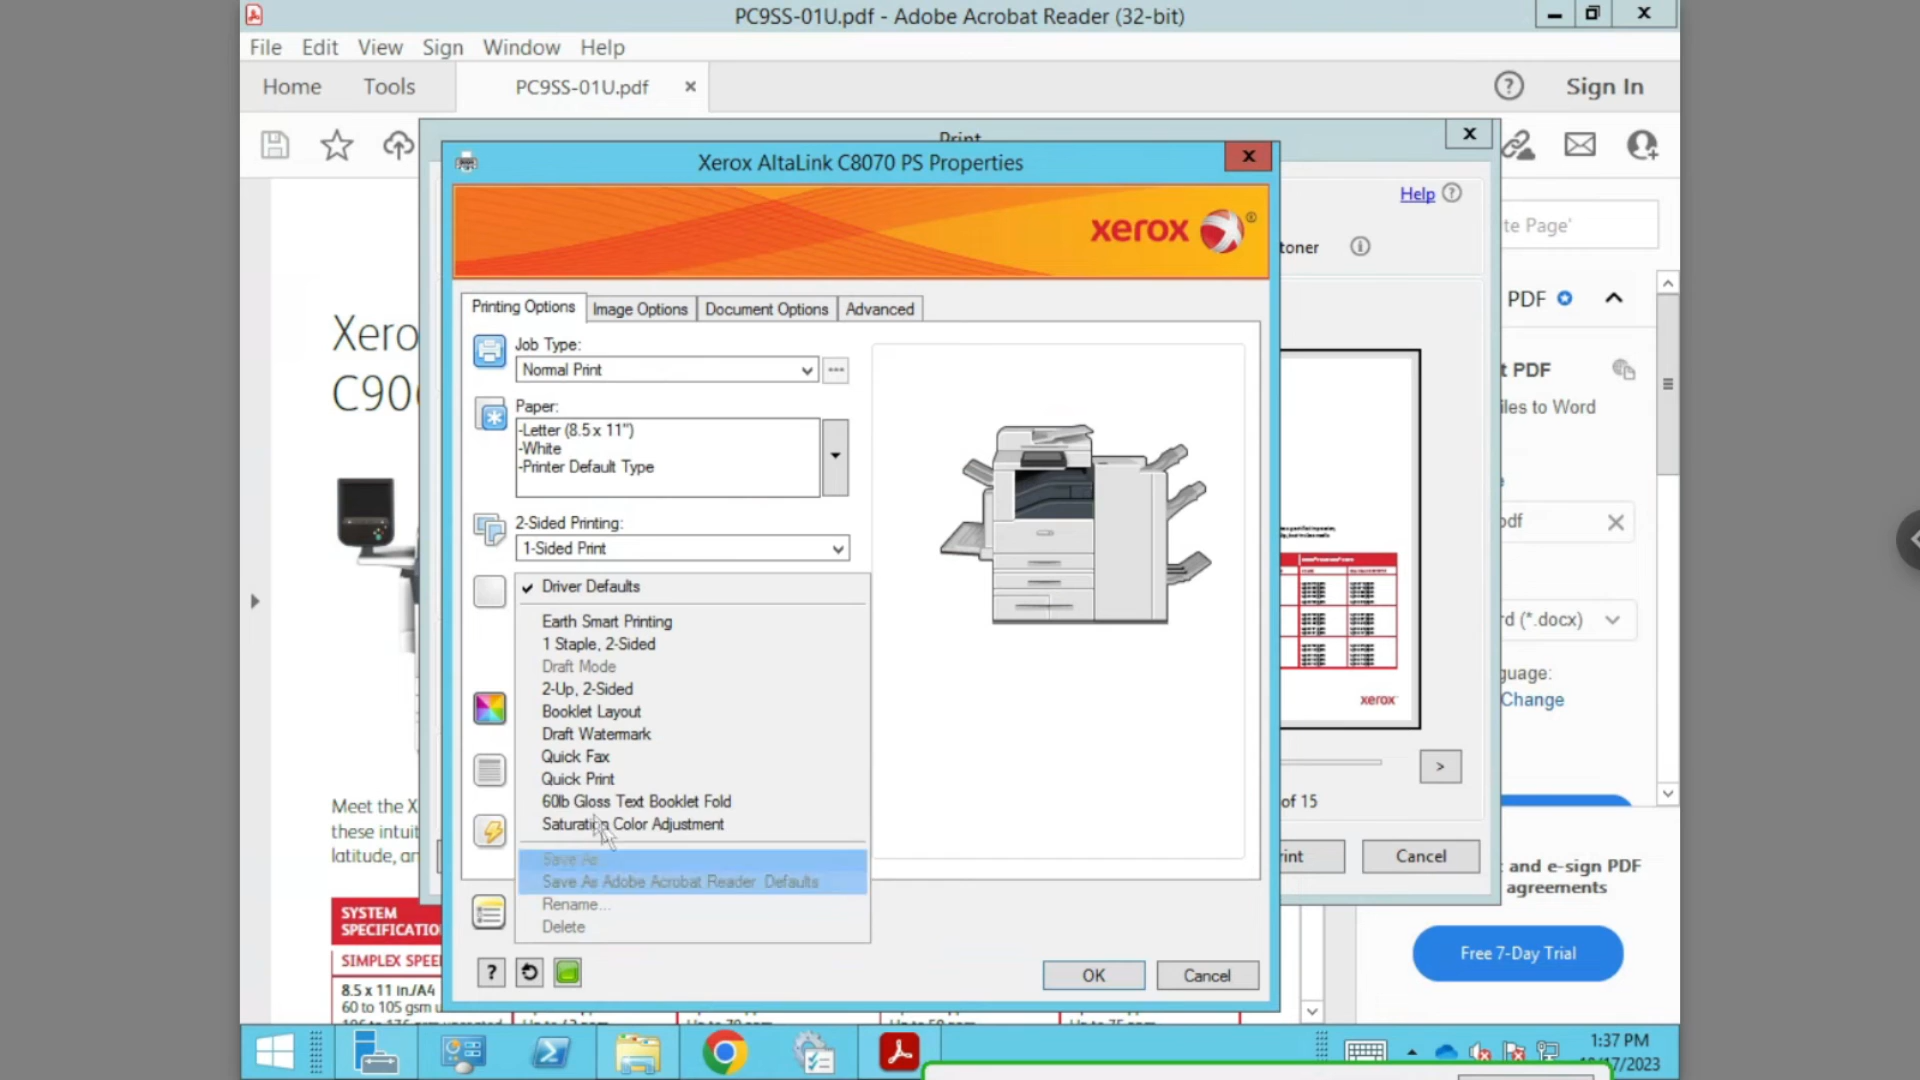 PC9SS-01U.pdf - Adobe Acrobat Reader (32-bit)
File Edit View Sign Window Help
Home Tools PC9SS-01U.pdf Sign In
Print
Xerox AltaLink C8070 PS Properties
Help
xerox
te Page'
toner
Printing Options Image Options Document Options Advanced
PDF
Xero
C90
Job Type:
Normal Print
t PDF
iles to Word
Paper:
-Letter (8.5 x 11")
-White
-Printer Default Type
2-Sided Printing:
1-Sided Print
pdf
Driver Defaults
Earth Smart Printing
1 Staple, 2-Sided
Draft Mode
2-Up, 2-Sided
Booklet Layout
Draft Watermark
Quick Fax
Quick Print
60lb Gloss Text Booklet Fold
Saturation Color Adjustment
Save As
Save As Adobe Acrobat Reader Defaults
Rename...
Delete
rd (*.docx)
guage:
Change
xerox
>
of 15
Meet the X
these intuit
latitude, an
int
Cancel
and e-sign PDF
agreements
Free 7-Day Trial
SYSTEM
SPECIFICATIO
SIMPLEX SPEE
8.5 x 11 in./A4
60 to 105 gsm u
?
OK
Cancel
1:37 PM
/17/2023